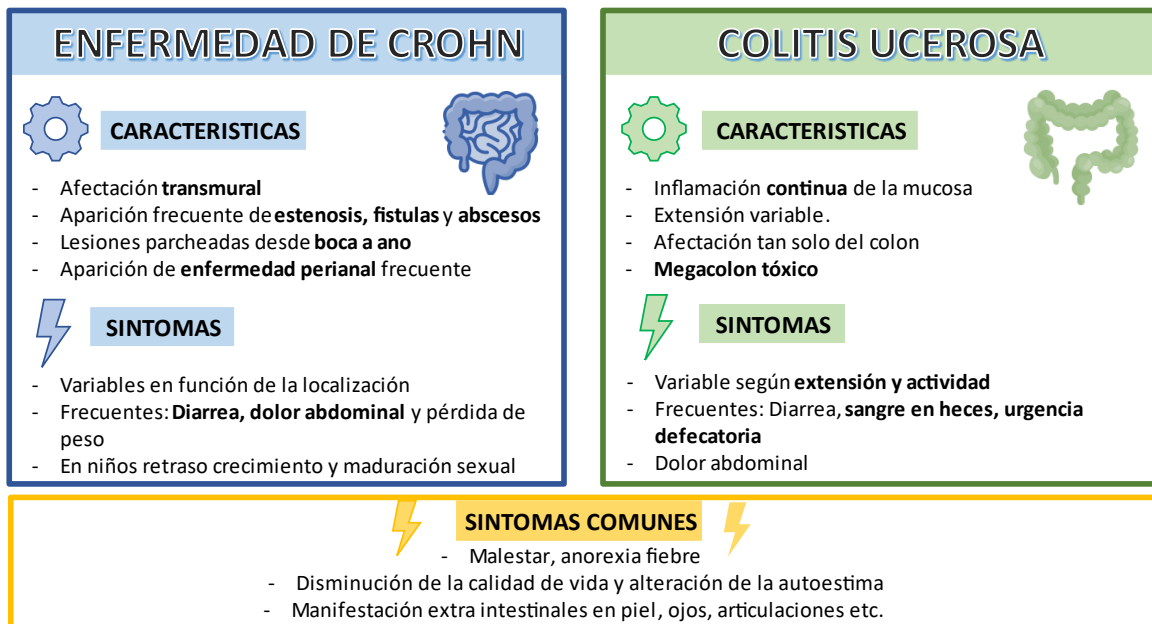 ENFERMEDAD DE CROHN
CARACTERISTICAS
- Afectación transmural
- Aparición frecuente de estenosis, fistulas y abscesos
- Lesiones parcheadas desde boca a ano
- Aparición de enfermedad perianal frecuente
SINTOMAS
- Variables en función de la localización
- Frecuentes: Diarrea, dolor abdominal y pérdida de
peso
- En niños retraso crecimiento y maduración sexual
COLITIS UCEROSA
CARACTERISTICAS
- Inflamación continua de la mucosa
- Extensión variable.
- Afectación tan solo del colon
- Megacolon tóxico
SINTOMAS
- Variable según extensión y actividad
- Frecuentes: Diarrea, sangre en heces, urgencia
defecatoria
- Dolor abdominal
SINTOMAS COMUNES
- Malestar, anorexia fiebre
- Disminución de la calidad de vida y alteración de la autoestima
- Manifestación extra intestinales en piel, ojos, articulaciones etc.